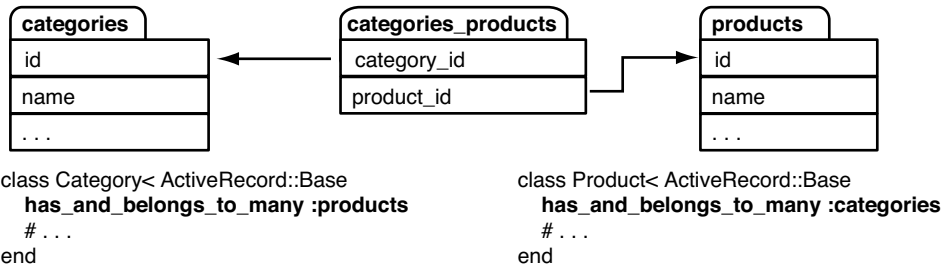 categories
id
name
. . .
categories_products
category_id
product_id
products
id
name
. . .
class Category< ActiveRecord::Base
has_and_belongs_to_many :products
# . . .
end
class Product< ActiveRecord::Base
has_and_belongs_to_many :categories
# . . .
end